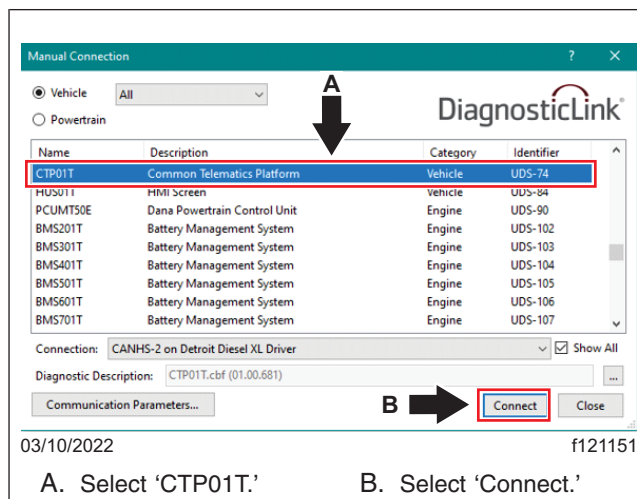 Manual Connection ? ×
Vehicle All
Powertrain
A
DiagnosticLink®
Name Description Category Identifier
CTP01T Common Telematics Platform Vehicle UDS-74
HUS01T HMI Screen Vehicle UDS-84
PCUMT50E Dana Powertrain Control Unit Engine UDS-90
BMS201T Battery Management System Engine UDS-102
BMS301T Battery Management System Engine UDS-103
BMS401T Battery Management System Engine UDS-104
BMS501T Battery Management System Engine UDS-105
BMS601T Battery Management System Engine UDS-106
BMS701T Battery Management System Engine UDS-107
Connection: CANHS-2 on Detroit Diesel XL Driver Show All
Diagnostic Description: CTP01T.cbf (01.00.681) ...
Communication Parameters... B Connect Close
03/10/2022 f121151
A. Select ‘CTP01T.’ B. Select ‘Connect.’